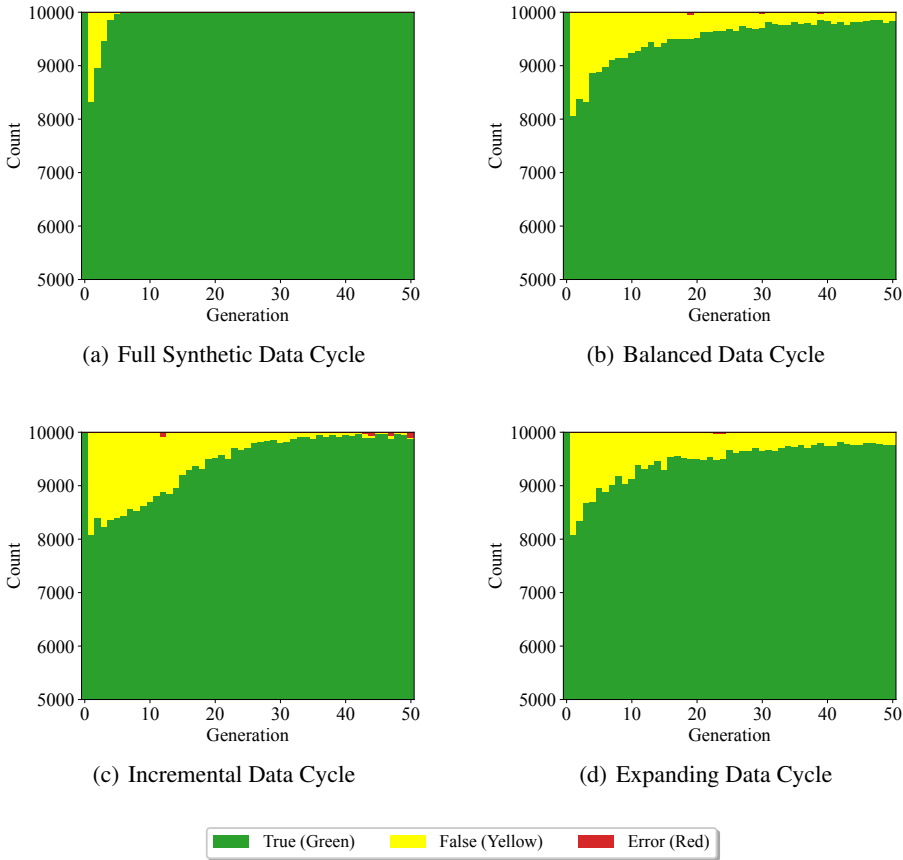 10000
9000
8000
7000
6000
5000
Count
0 10 20 30 40 50
Generation
(a) Full Synthetic Data Cycle
10000
9000
8000
7000
6000
5000
Count
0 10 20 30 40 50
Generation
(b) Balanced Data Cycle
10000
9000
8000
7000
6000
5000
Count
0 10 20 30 40 50
Generation
(c) Incremental Data Cycle
10000
9000
8000
7000
6000
5000
Count
0 10 20 30 40 50
Generation
(d) Expanding Data Cycle
True (Green) False (Yellow) Error (Red)